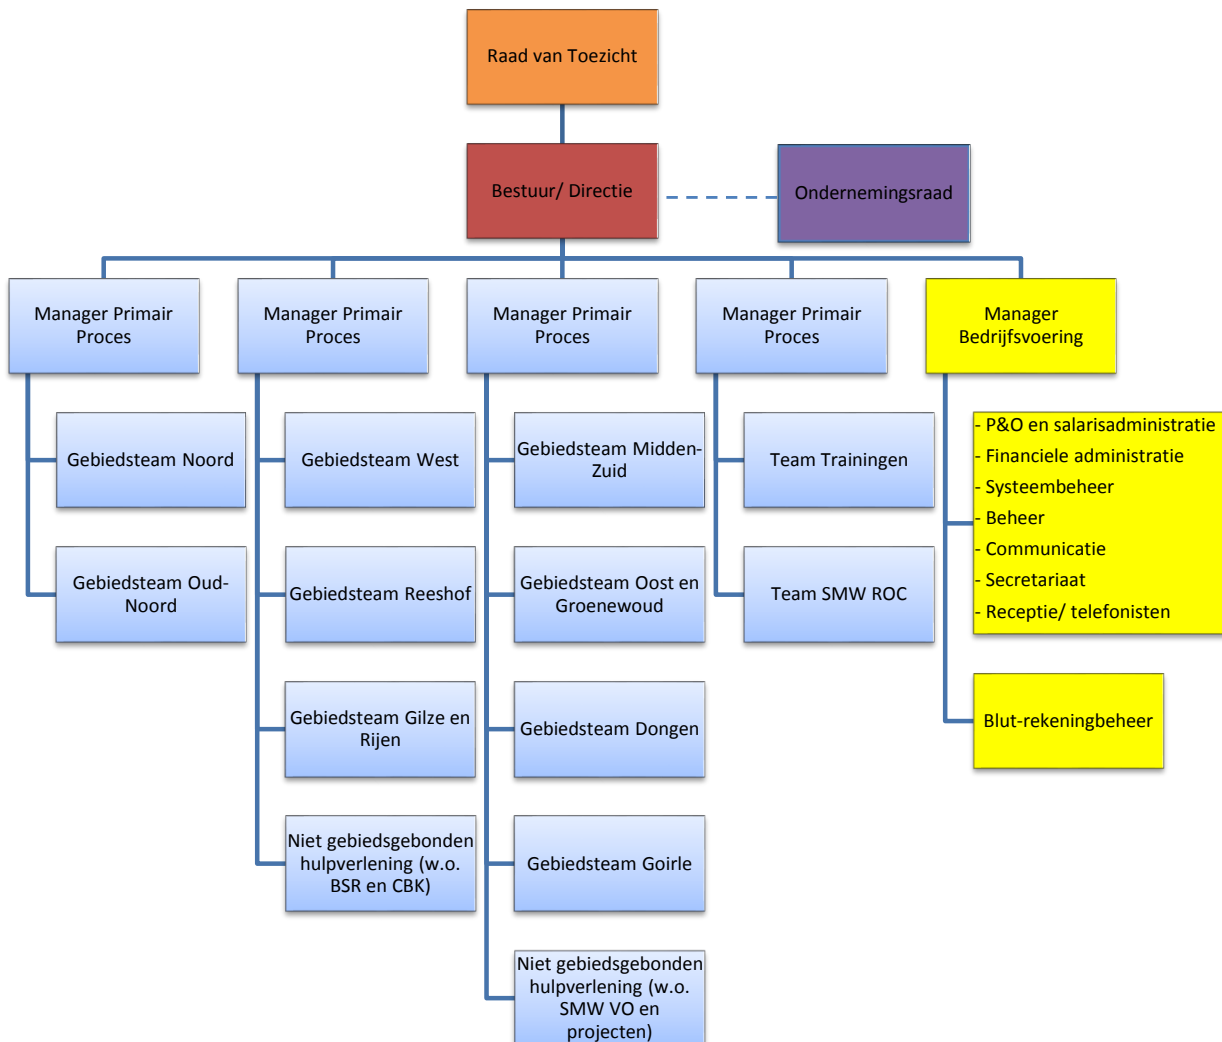 Raad van Toezicht
Bestuur/ Directie
Ondernemingsraad
Manager Primair
Proces
Manager Primair
Proces
Manager Primair
Proces
Manager Primair
Proces
Manager
Bedrijfsvoering
Gebiedsteam Noord
Gebiedsteam Oud-
Noord
Gebiedsteam West
Gebiedsteam Reeshof
Gebiedsteam Gilze en
Rijen
Niet gebiedsgebonden
hulpverlening (w.o.
BSR en CBK)
Gebiedsteam Midden-
Zuid
Gebiedsteam Oost en
Groenewoud
Gebiedsteam Dongen
Gebiedsteam Goirle
Niet gebiedsgebonden
hulpverlening (w.o.
SMW VO en
projecten)
Team Trainingen
Team SMW ROC
- P&O en salarisadministratie
- Financiele administratie
- Systeembeheer
- Beheer
- Communicatie
- Secretariaat
- Receptie/ telefonisten
Blut-rekeningbeheer